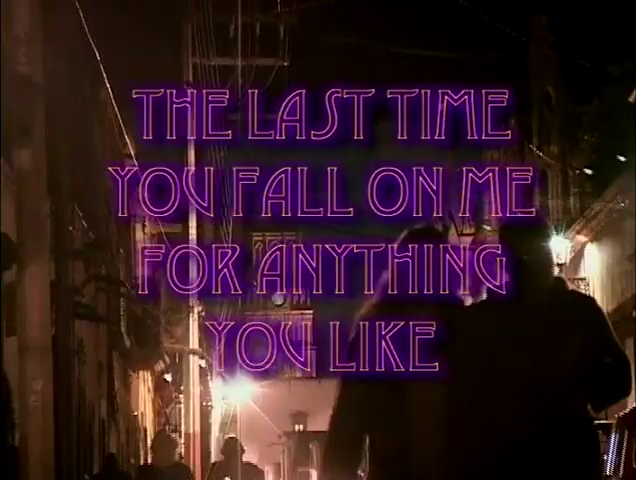 THE LAST TIME
YOU FALL ON ME
FOR ANYTHING
YOU LIKE